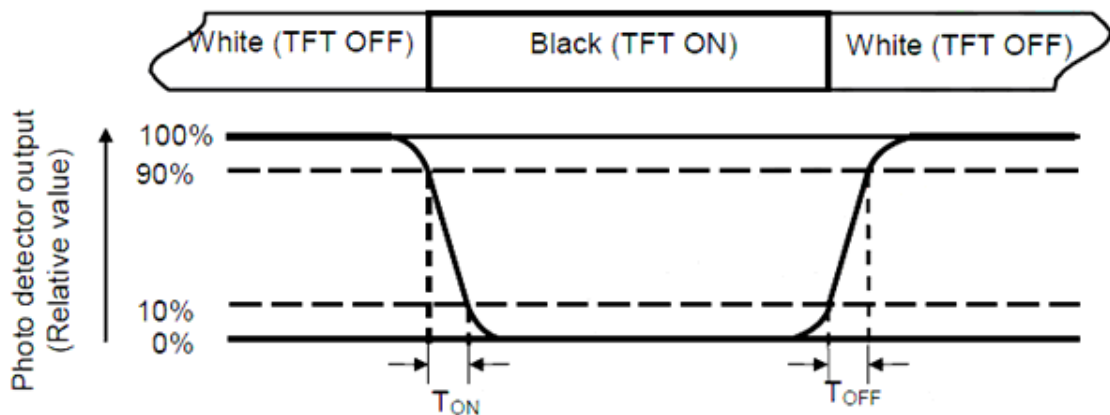 White (TFT OFF)
Black (TFT ON)
White (TFT OFF)
Photo detector output
(Relative value)
100%
90%
10%
0%
TON
TOFF